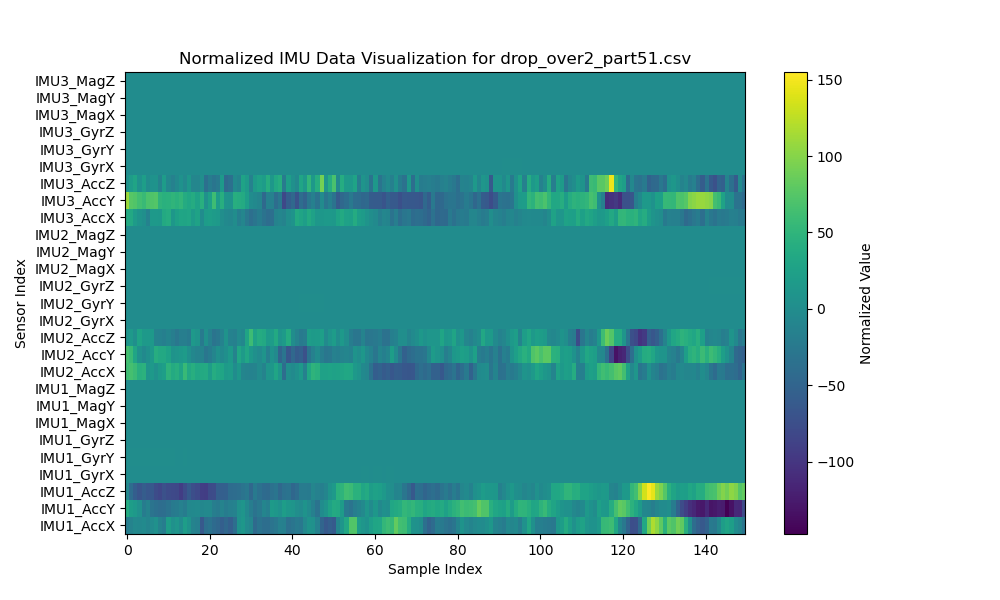 Normalized IMU Data Visualization for drop_over2_part51.csv
IMU3_MagZ
IMU3_MagY
IMU3_MagX
IMU3_GyrZ
IMU3_GyrY
IMU3_GyrX
IMU3_AccZ
IMU3_AccY
IMU3_AccX
IMU2_MagZ
IMU2_MagY
IMU2_MagX
IMU2_GyrZ
IMU2_GyrY
IMU2_GyrX
IMU2_AccZ
IMU2_AccY
IMU2_AccX
IMU1_MagZ
IMU1_MagY
IMU1_MagX
IMU1_GyrZ
IMU1_GyrY
IMU1_GyrX
IMU1_AccZ
IMU1_AccY
IMU1_AccX
Sensor Index
0 20 40 60 80 100 120 140
Sample Index
150
100
50
0
−50
−100
Normalized Value